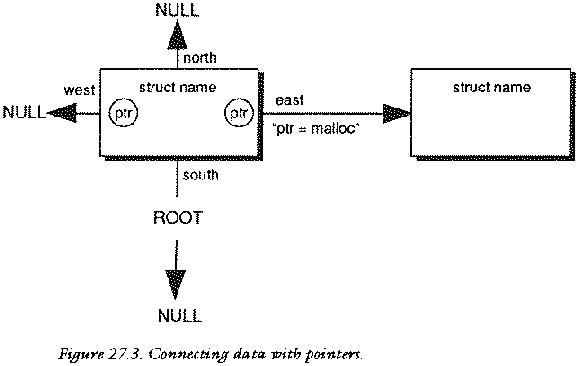 NULL
north
west
struct name
struct name
NULL
ptr
ptr
east
"ptr = malloc"
south
ROOT
NULL
Figure 27.3. Connecting data with pointers.